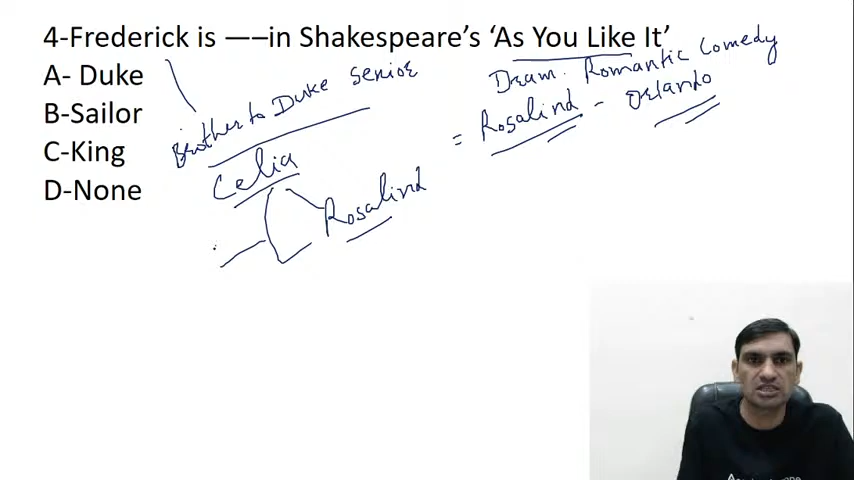 4-Frederick is −−−in Shakespeare's 'As You Like It'
A- Duke
B-Sailor
C-King
D-None
Brother to Duke Senior
Dram. Romantic Comedy
= Rosalind - Orlando
Celia
Rosalind